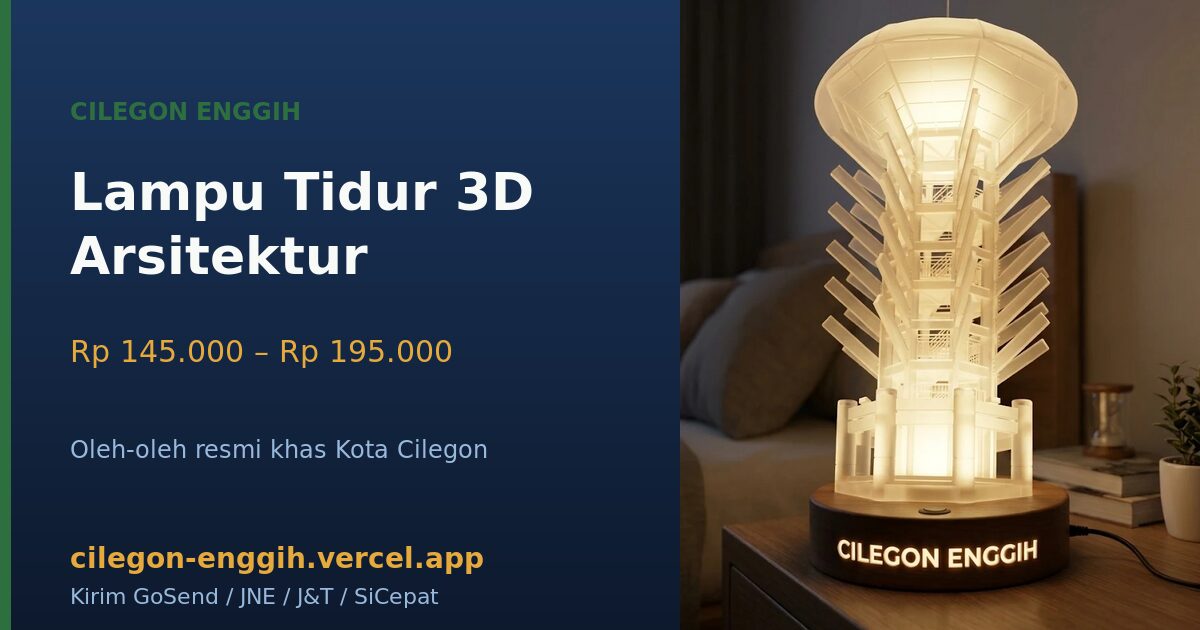 CILEGON ENGGIH
Lampu Tidur 3D
Arsitektur
Rp 145.000 – Rp 195.000
Oleh-oleh resmi khas Kota Cilegon
cilegon-enggih.vercel.app
Kirim GoSend / JNE / J&T / SiCepat
CILEGON ENGGIH